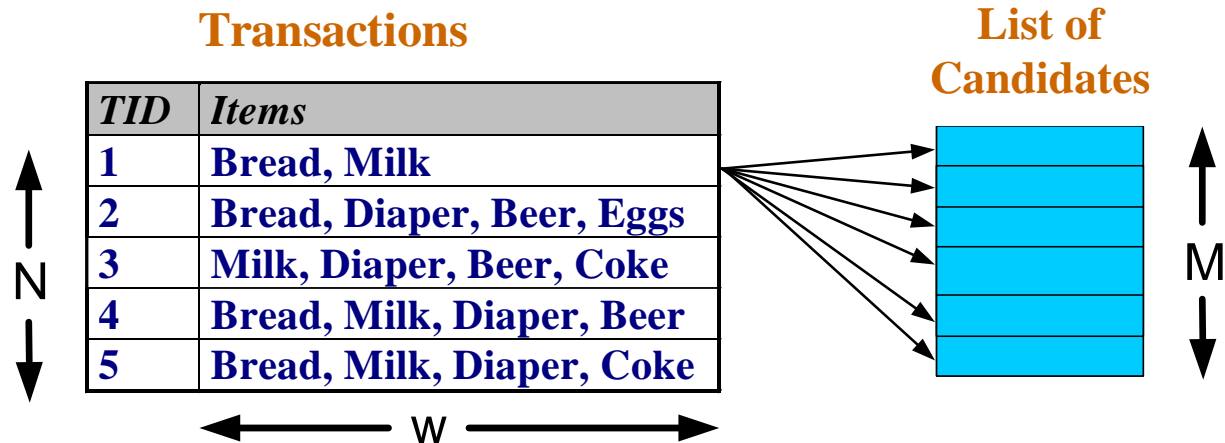 Transactions
List of
Candidates
TID Items
1 Bread, Milk
2 Bread, Diaper, Beer, Eggs
3 Milk, Diaper, Beer, Coke
4 Bread, Milk, Diaper, Beer
5 Bread, Milk, Diaper, Coke
N
M
w